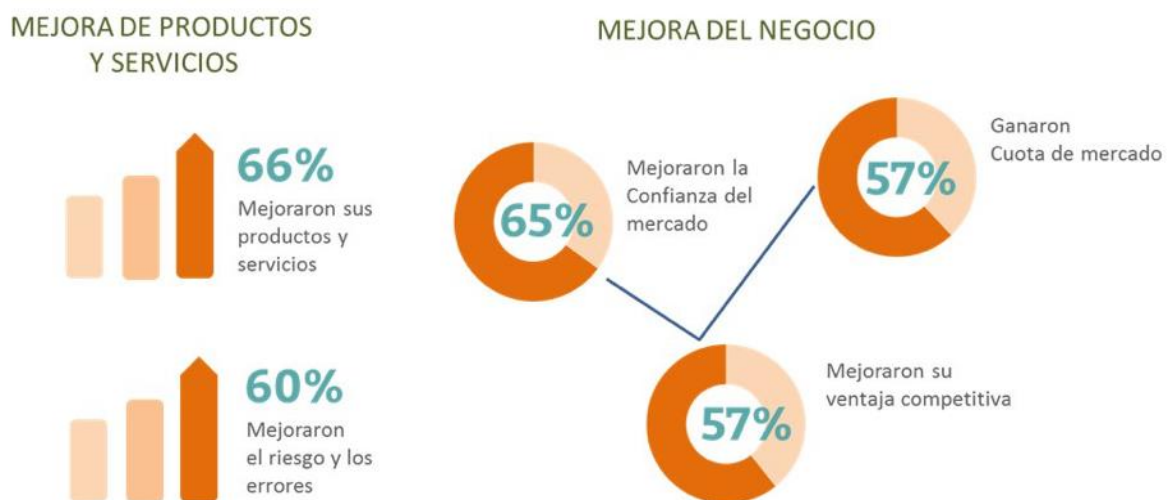 MEJORA DE PRODUCTOS
Y SERVICIOS
66%
Mejoraron sus
productos y
servicios
60%
Mejoraron
el riesgo y los
errores
MEJORA DEL NEGOCIO
65%
Mejoraron la
Confianza del
mercado
57%
Ganaron
Cuota de mercado
57%
Mejoraron su
ventaja competitiva